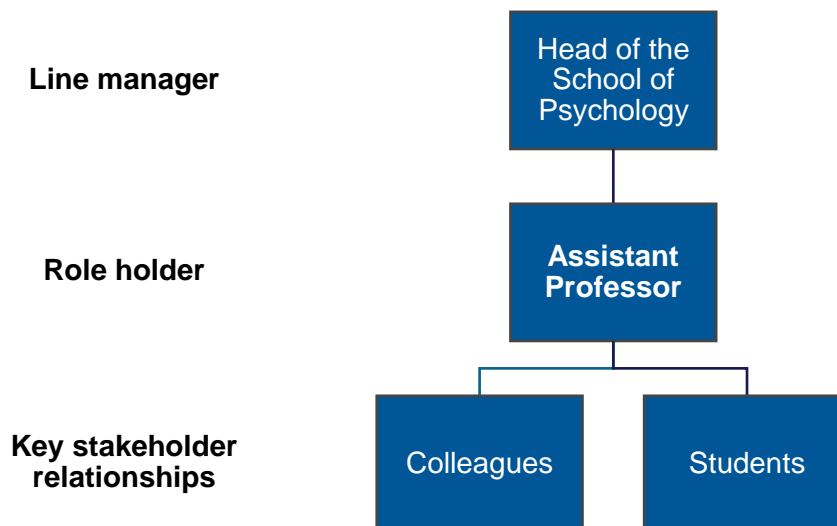 Line manager
Head of the
School of
Psychology
Role holder
Assistant
Professor
Key stakeholder
relationships
Colleagues
Students